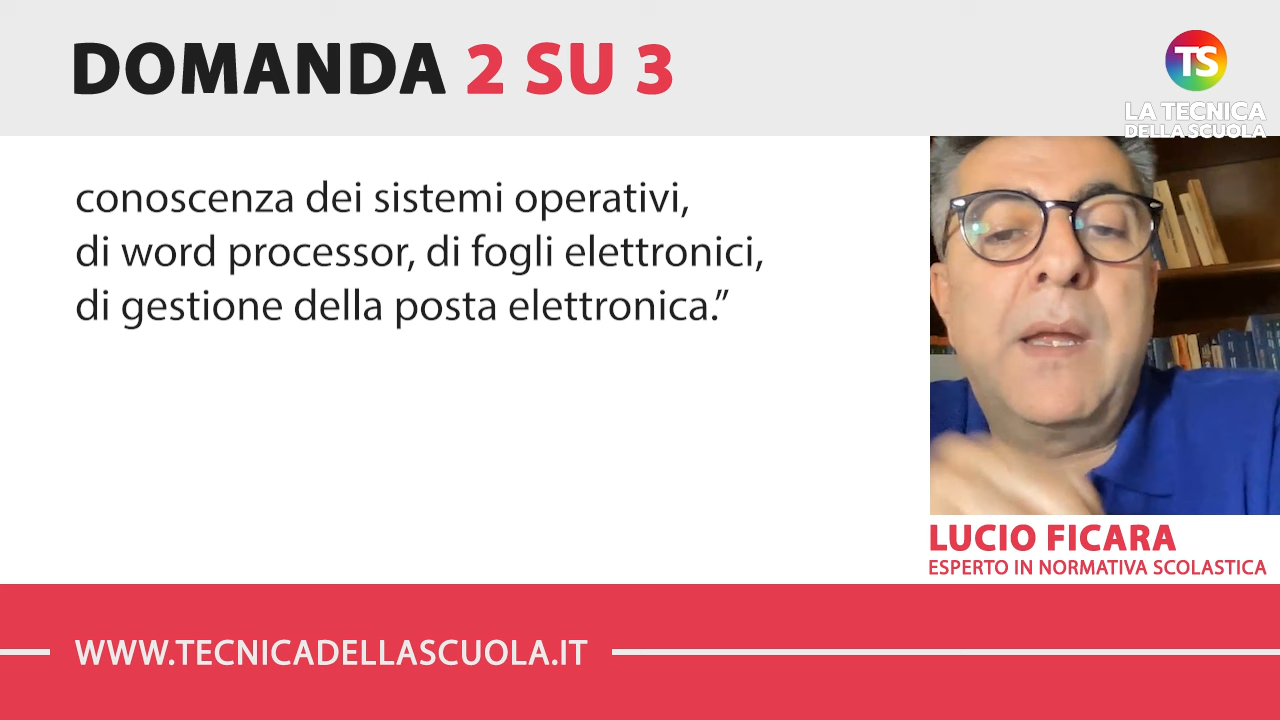 DOMANDA 2 SU 3
TS
LA TECNICA
DELLA SCUOLA
conoscenza dei sistemi operativi,
di word processor, di fogli elettronici,
di gestione della posta elettronica.”
LUCIO FICARA
ESPERTO IN NORMATIVA SCOLASTICA
WWW.TECNICADELLASCUOLA.IT